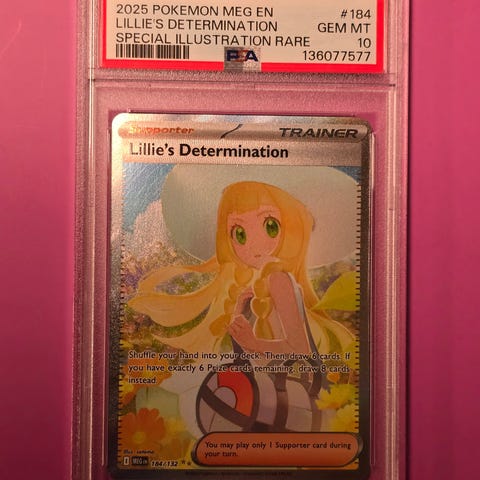 2025 POKEMON MEG EN #184
LILLIE'S DETERMINATION GEM MT
SPECIAL ILLUSTRATION RARE 10
PSA 136077577
Supporter TRAINER
Lillie's Determination
Shuffle your hand into your deck. Then, draw 6 cards. If
you have exactly 6 Prize cards remaining, draw 8 cards
instead.
You may play only 1 Supporter card during
your turn.
I MEG EN 184/132